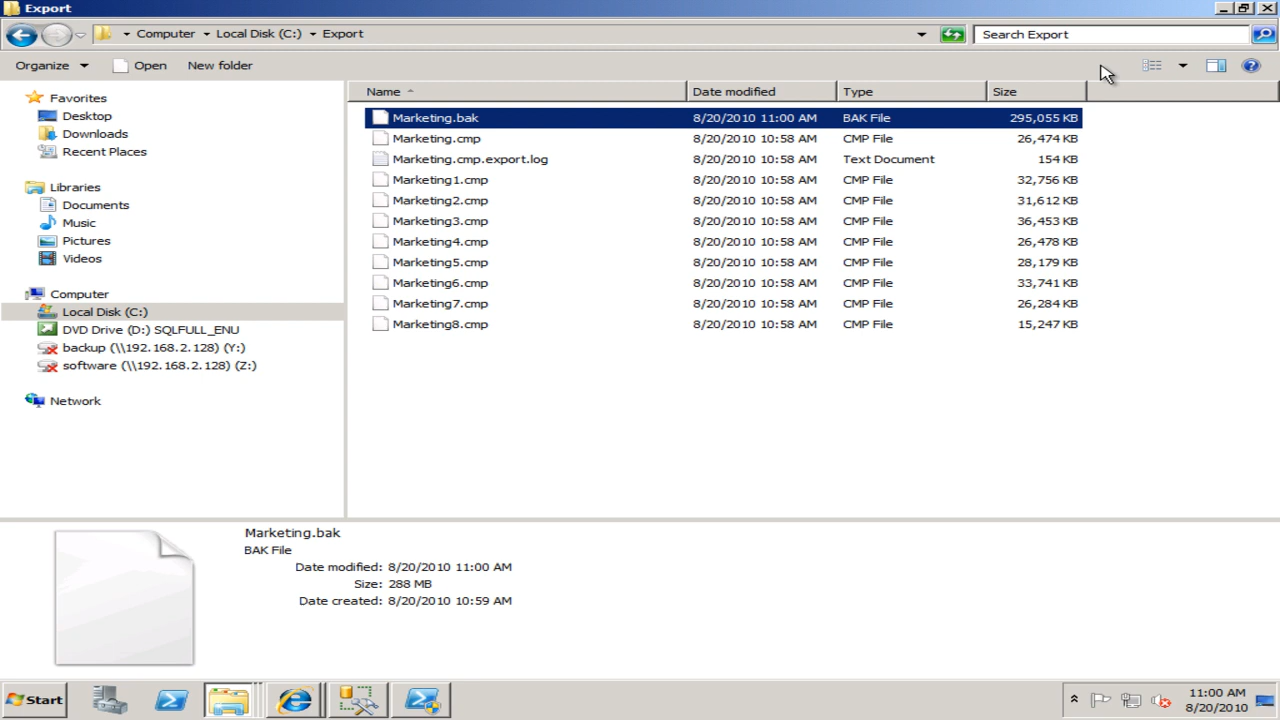 Export
Computer Local Disk (C:) Export
Search Export
Organize Open New folder
Favorites
Desktop
Downloads
Recent Places
Libraries
Documents
Music
Pictures
Videos
Computer
Local Disk (C:)
DVD Drive (D:) SQLFULL_ENU
backup (\\192.168.2.128) (Y:)
software (\\192.168.2.128) (Z:)
Network
Name Date modified Type Size
Marketing.bak 8/20/2010 11:00 AM BAK File 295,055 KB
Marketing.cmp 8/20/2010 10:58 AM CMP File 26,474 KB
Marketing.cmp.export.log 8/20/2010 10:58 AM Text Document 154 KB
Marketing1.cmp 8/20/2010 10:58 AM CMP File 32,756 KB
Marketing2.cmp 8/20/2010 10:58 AM CMP File 31,612 KB
Marketing3.cmp 8/20/2010 10:58 AM CMP File 36,453 KB
Marketing4.cmp 8/20/2010 10:58 AM CMP File 26,478 KB
Marketing5.cmp 8/20/2010 10:58 AM CMP File 28,179 KB
Marketing6.cmp 8/20/2010 10:58 AM CMP File 33,741 KB
Marketing7.cmp 8/20/2010 10:58 AM CMP File 26,284 KB
Marketing8.cmp 8/20/2010 10:58 AM CMP File 15,247 KB
Marketing.bak
BAK File
Date modified: 8/20/2010 11:00 AM
Size: 288 MB
Date created: 8/20/2010 10:59 AM
Start
11:00 AM
8/20/2010